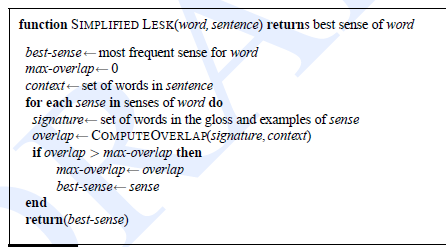 function SIMPLIFIED LESK(word, sentence) returns best sense of word
best-sense ← most frequent sense for word
max-overlap ← 0
context ← set of words in sentence
for each sense in senses of word do
signature ← set of words in the gloss and examples of sense
overlap ← COMPUTEOVERLAP(signature, context)
if overlap > max-overlap then
max-overlap ← overlap
best-sense ← sense
end
return(best-sense)